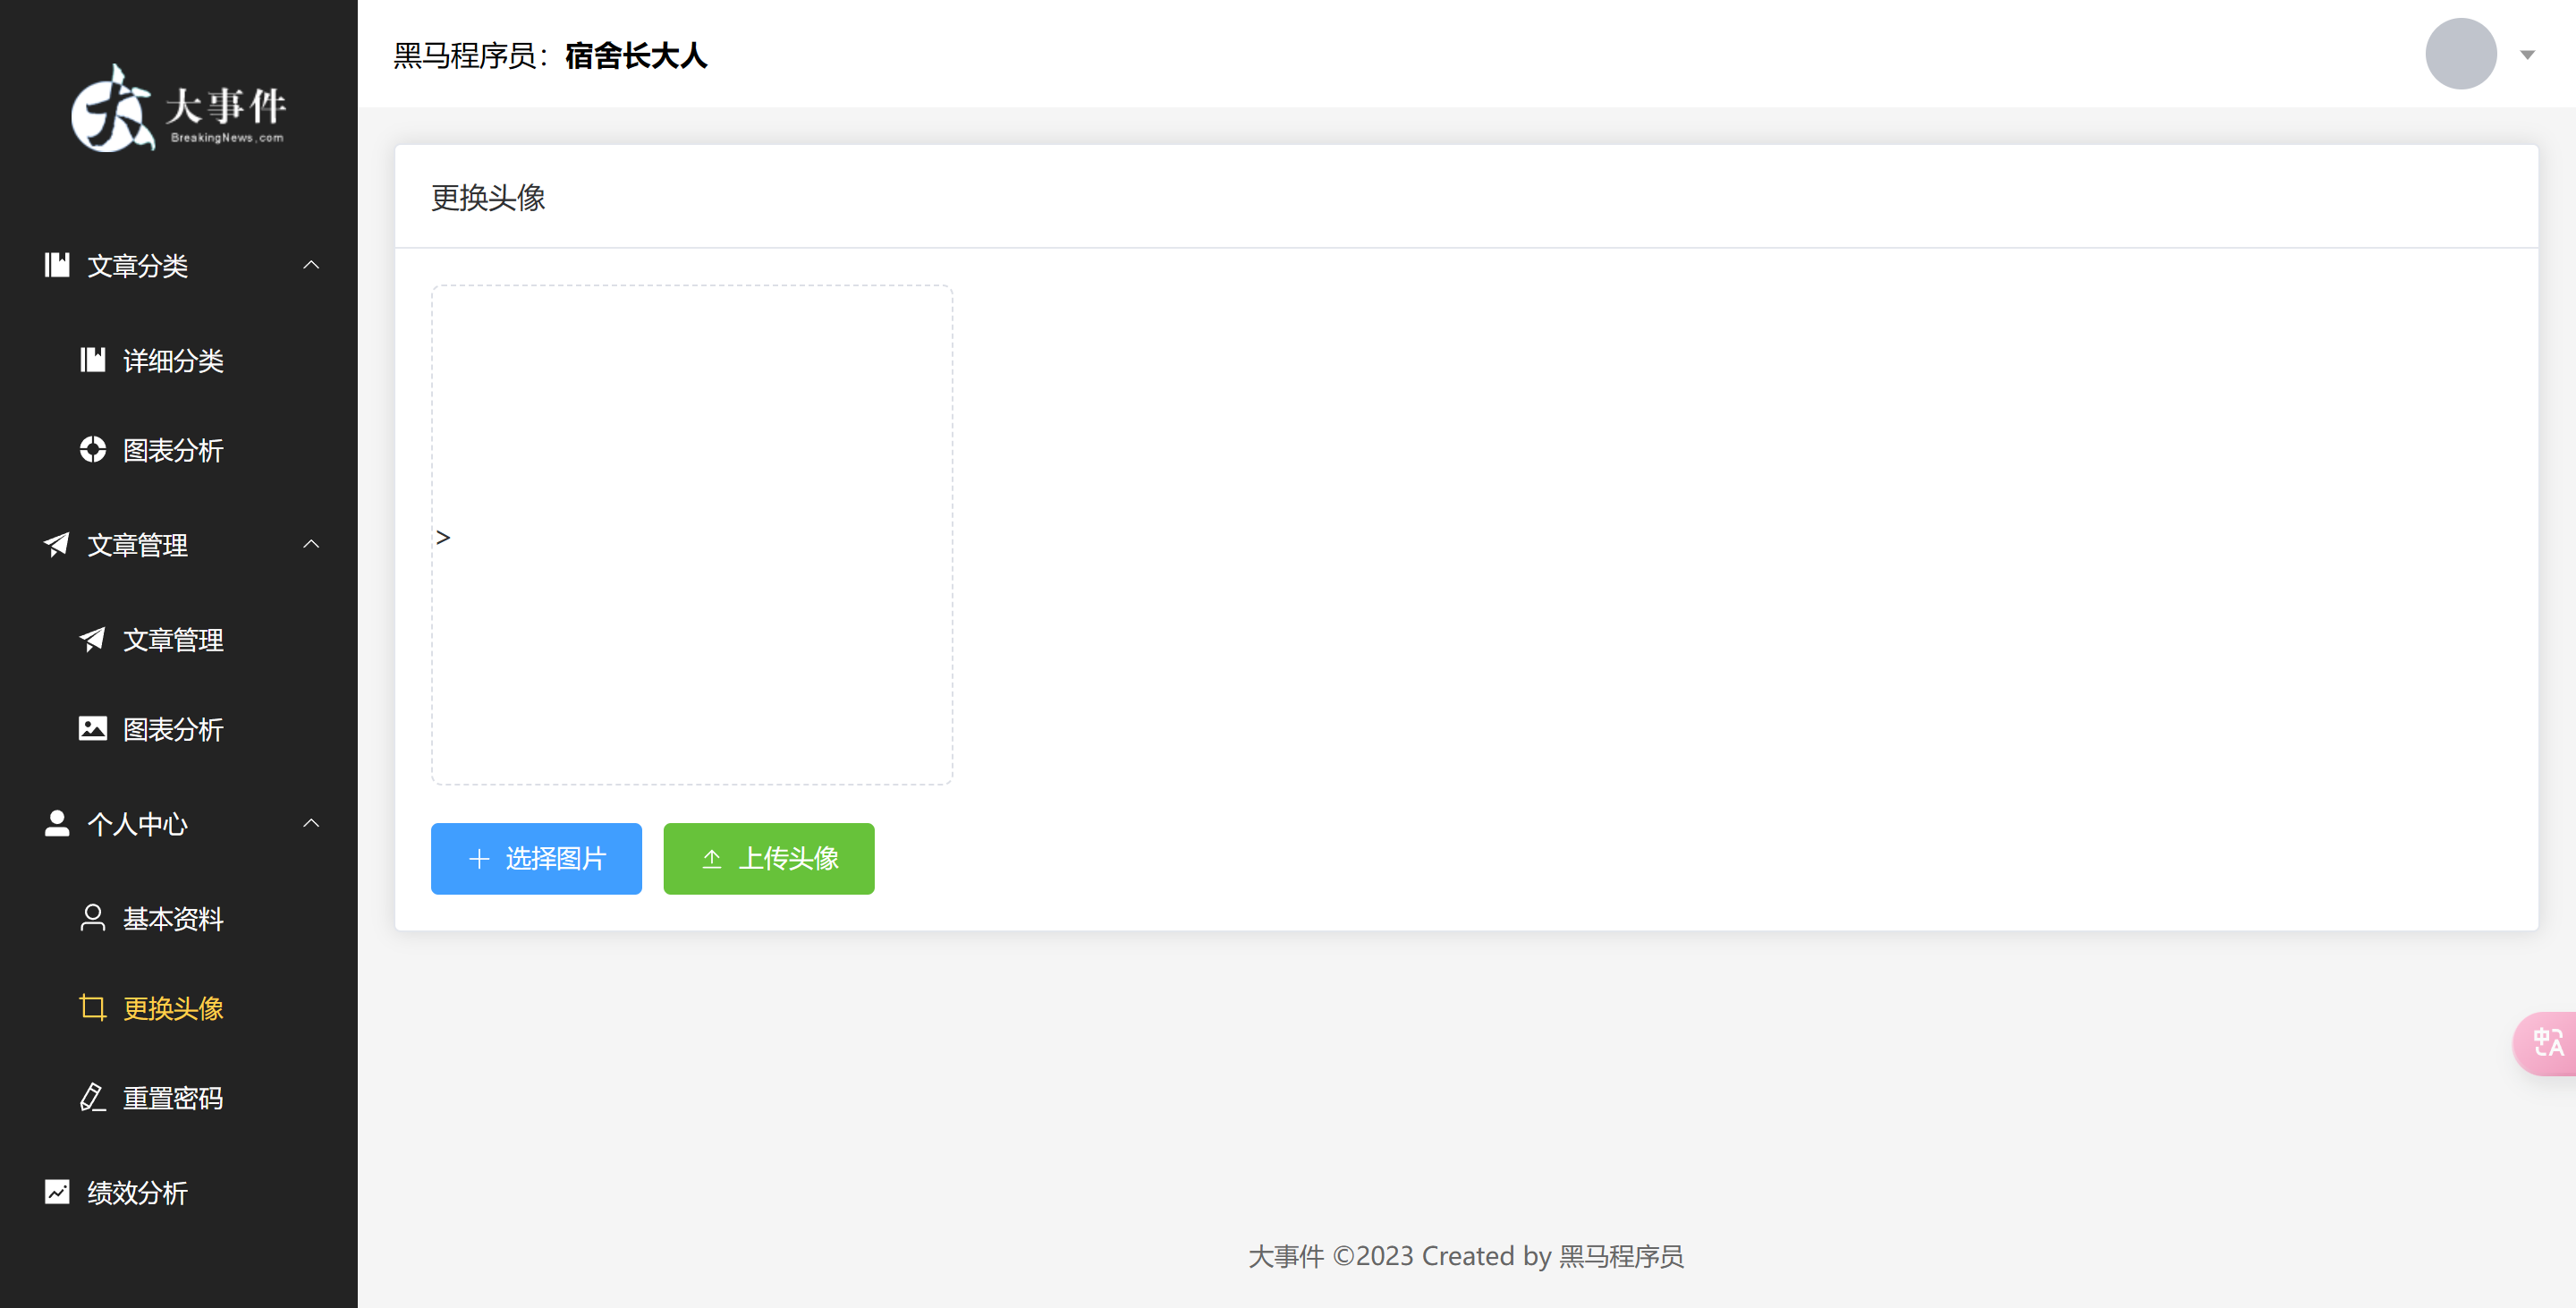 大事件
BreakingNews.com
文章分类
详细分类
图表分析
文章管理
文章管理
图表分析
个人中心
基本资料
更换头像
重置密码
绩效分析
黑马程序员：宿舍长大人
更换头像
>
选择图片
上传头像
中A
大事件 ©2023 Created by 黑马程序员